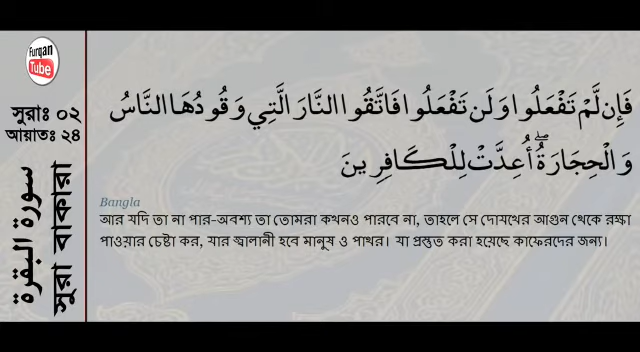 Furqan
Tube
সুরাঃ ০২
আয়াতঃ ২৪
سورة البقرة
সুরা বাকারা
فَإِن لَّمْ تَفْعَلُوا وَلَن تَفْعَلُوا فَاتَّقُوا النَّارَ الَّتِي وَقُودُهَا النَّاسُ
وَالْحِجَارَةُ ۖ أُعِدَّتْ لِلْكَافِرِينَ
Bangla
আর যদি তা না পার-অবশ্য তা তোমরা কখনও পারবে না, তাহলে সে দোযখের আগুন থেকে রক্ষা
পাওয়ার চেষ্টা কর, যার জ্বালানী হবে মানুষ ও পাথর। যা প্রস্তুত করা হয়েছে কাফেরদের জন্য।